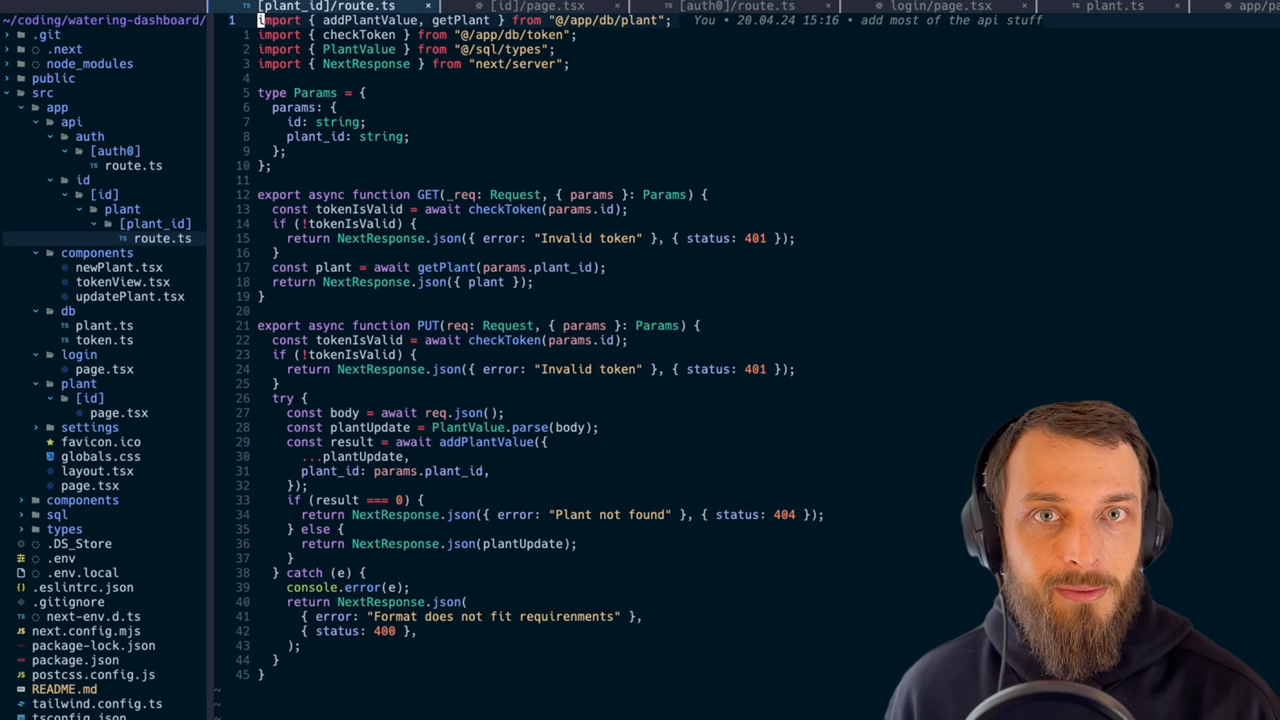 [plant_id]/route.ts × [id]/page.tsx × [auth0]/route.ts × login/page.tsx × plant.ts × app/p
~/coding/watering-dashboard/
.git
.next
node_modules
public
src
app
api
auth
[auth0]
TS route.ts
id
[id]
plant
[plant_id]
TS route.ts
components
newPlant.tsx
tokenView.tsx
updatePlant.tsx
db
TS plant.ts
TS token.ts
login
page.tsx
plant
[id]
page.tsx
settings
favicon.ico
globals.css
layout.tsx
page.tsx
components
sql
types
.DS_Store
.env
.env.local
.eslintrc.json
.gitignore
TS next-env.d.ts
JS next.config.mjs
package-lock.json
package.json
JS postcss.config.js
README.md
TS tailwind.config.ts
tsconfig.json
1 import { addPlantValue, getPlant } from "@/app/db/plant"; You • 20.04.24 15:16 • add most of the api stuff
1 import { checkToken } from "@/app/db/token";
2 import { PlantValue } from "@/sql/types";
3 import { NextResponse } from "next/server";
4
5 type Params = {
6 params: {
7 id: string;
8 plant_id: string;
9 };
10 };
11
12 export async function GET(_req: Request, { params }: Params) {
13 const tokenIsValid = await checkToken(params.id);
14 if (!tokenIsValid) {
15 return NextResponse.json({ error: "Invalid token" }, { status: 401 });
16 }
17 const plant = await getPlant(params.plant_id);
18 return NextResponse.json({ plant });
19 }
20
21 export async function PUT(req: Request, { params }: Params) {
22 const tokenIsValid = await checkToken(params.id);
23 if (!tokenIsValid) {
24 return NextResponse.json({ error: "Invalid token" }, { status: 401 });
25 }
26 try {
27 const body = await req.json();
28 const plantUpdate = PlantValue.parse(body);
29 const result = await addPlantValue({
30 ...plantUpdate,
31 plant_id: params.plant_id,
32 });
33 if (result === 0) {
34 return NextResponse.json({ error: "Plant not found" }, { status: 404 });
35 } else {
36 return NextResponse.json(plantUpdate);
37 }
38 } catch (e) {
39 console.error(e);
40 return NextResponse.json(
41 { error: "Format does not fit requirenments" },
42 { status: 400 },
43 );
44 }
45 }
~
~